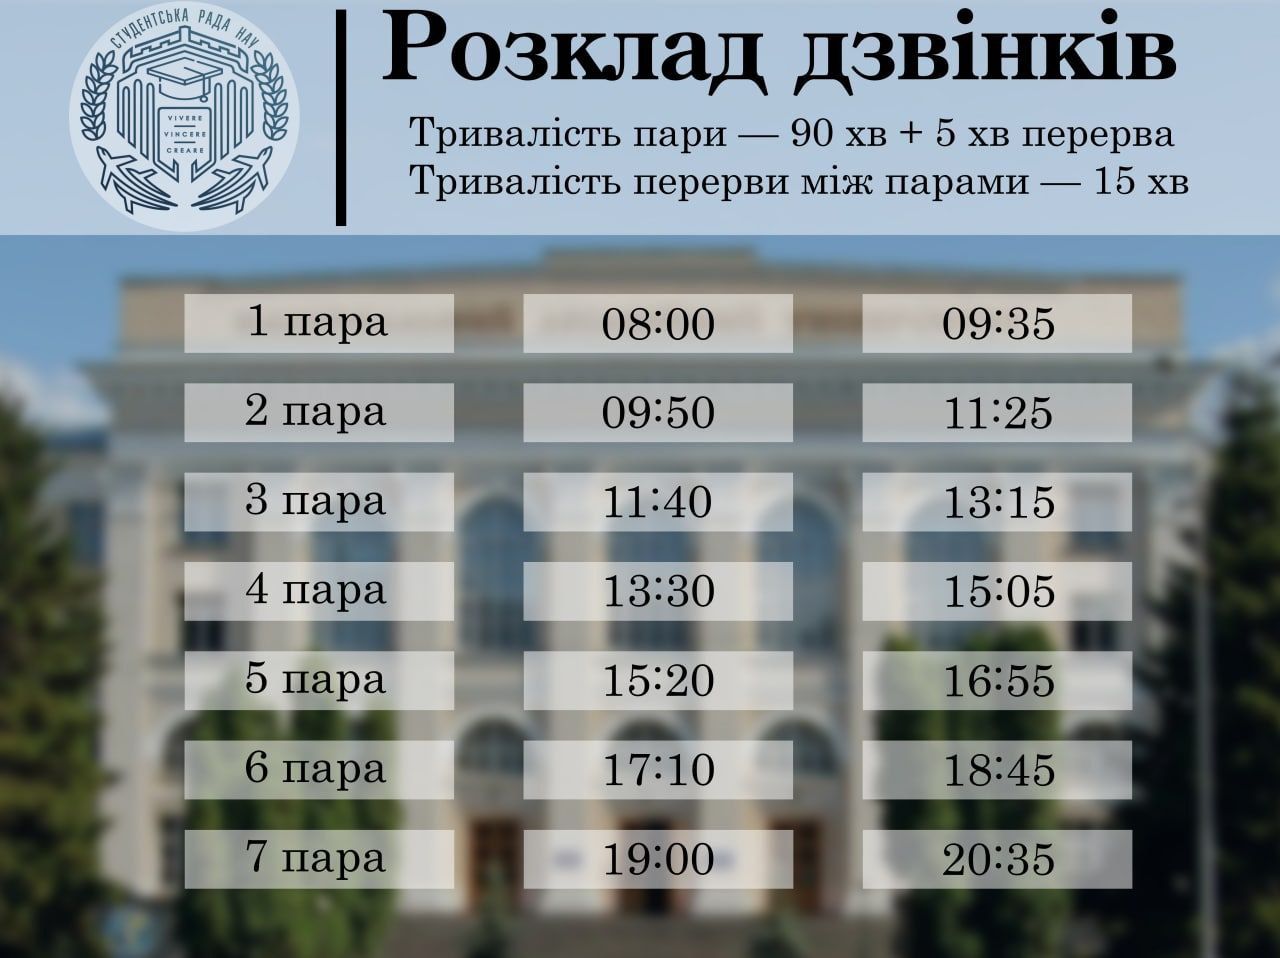 СТУДЕНТСЬКА РАДА НАУ
VIVERE
VINCERE
CREARE
Розклад дзвінків
Тривалість пари — 90 хв + 5 хв перерва
Тривалість перерви між парами — 15 хв
1 пара 08:00 09:35
2 пара 09:50 11:25
3 пара 11:40 13:15
4 пара 13:30 15:05
5 пара 15:20 16:55
6 пара 17:10 18:45
7 пара 19:00 20:35